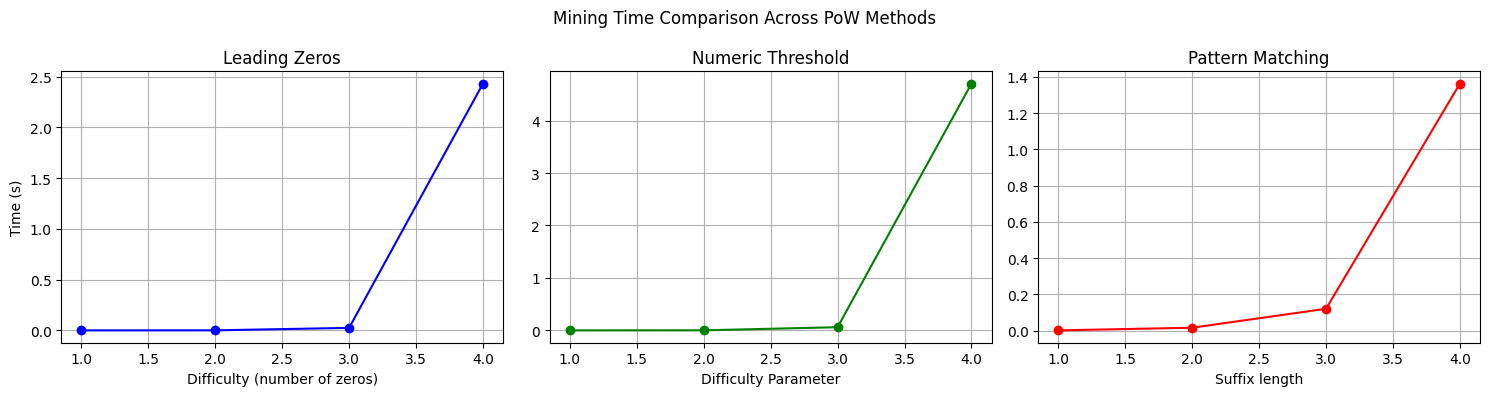 Mining Time Comparison Across PoW Methods
Leading Zeros
2.5
2.0
1.5
1.0
0.5
0.0
Time (s)
1.0 1.5 2.0 2.5 3.0 3.5 4.0
Difficulty (number of zeros)
Numeric Threshold
4
3
2
1
0
1.0 1.5 2.0 2.5 3.0 3.5 4.0
Difficulty Parameter
Pattern Matching
1.4
1.2
1.0
0.8
0.6
0.4
0.2
0.0
1.0 1.5 2.0 2.5 3.0 3.5 4.0
Suffix length